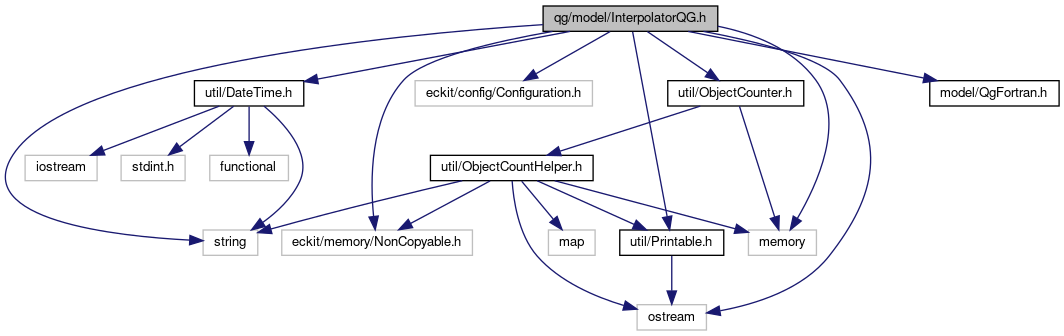 qg/model/InterpolatorQG.h
util/DateTime.h
eckit/config/Configuration.h
util/ObjectCounter.h
model/QgFortran.h
iostream
stdint.h
functional
util/ObjectCountHelper.h
string
eckit/memory/NonCopyable.h
map
util/Printable.h
memory
ostream